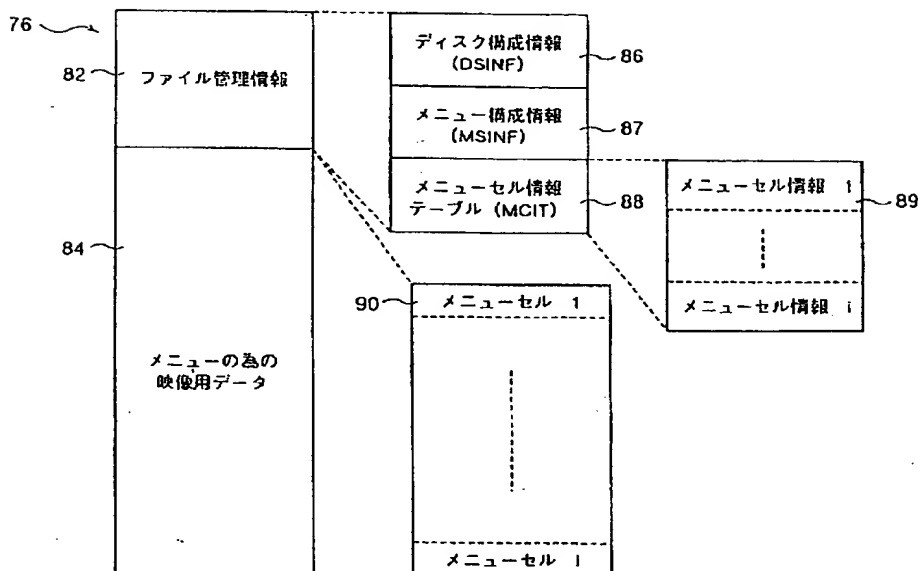 76
82
ファイル管理情報
84
メニューの為の
映像用データ
ディスク構成情報
(DSINF)
86
メニュー構成情報
(MSINF)
87
メニューセル情報
テーブル (MCIT)
88
メニューセル情報 1
89
メニューセル情報 i
90
メニューセル 1
メニューセル i